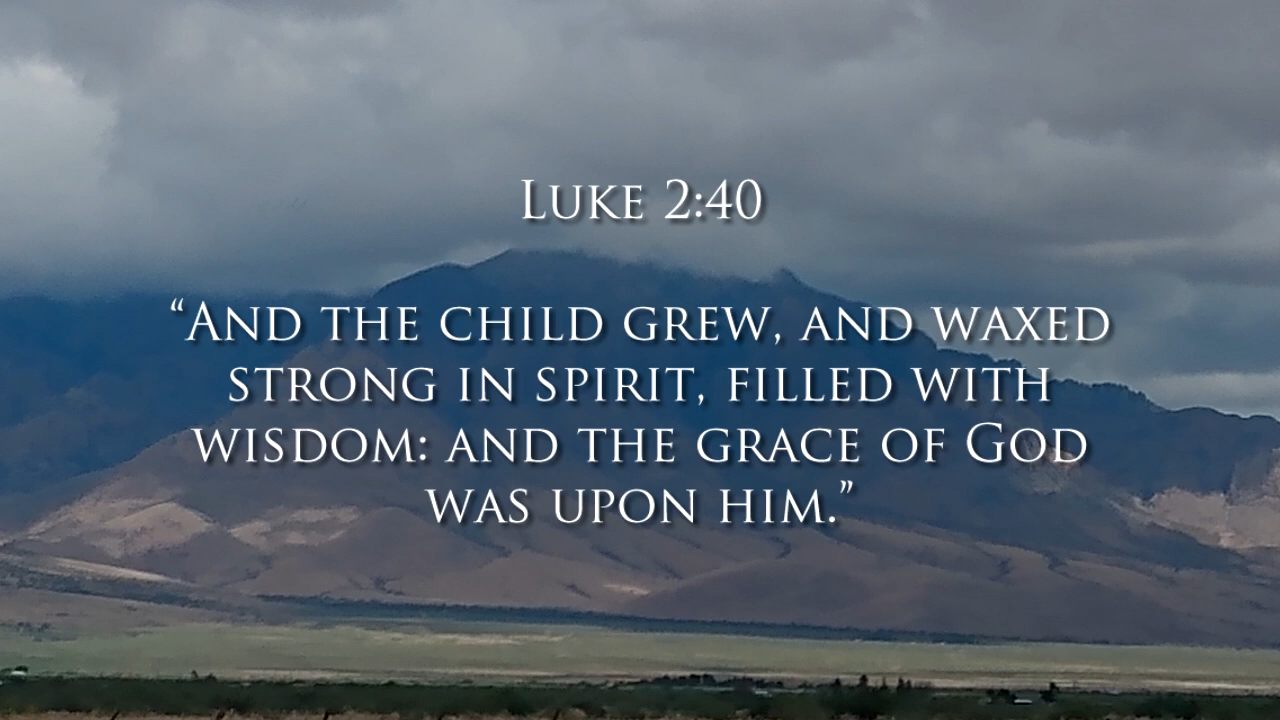 Luke 2:40
“And the child grew, and waxed
strong in spirit, filled with
wisdom: and the grace of God
was upon him.”